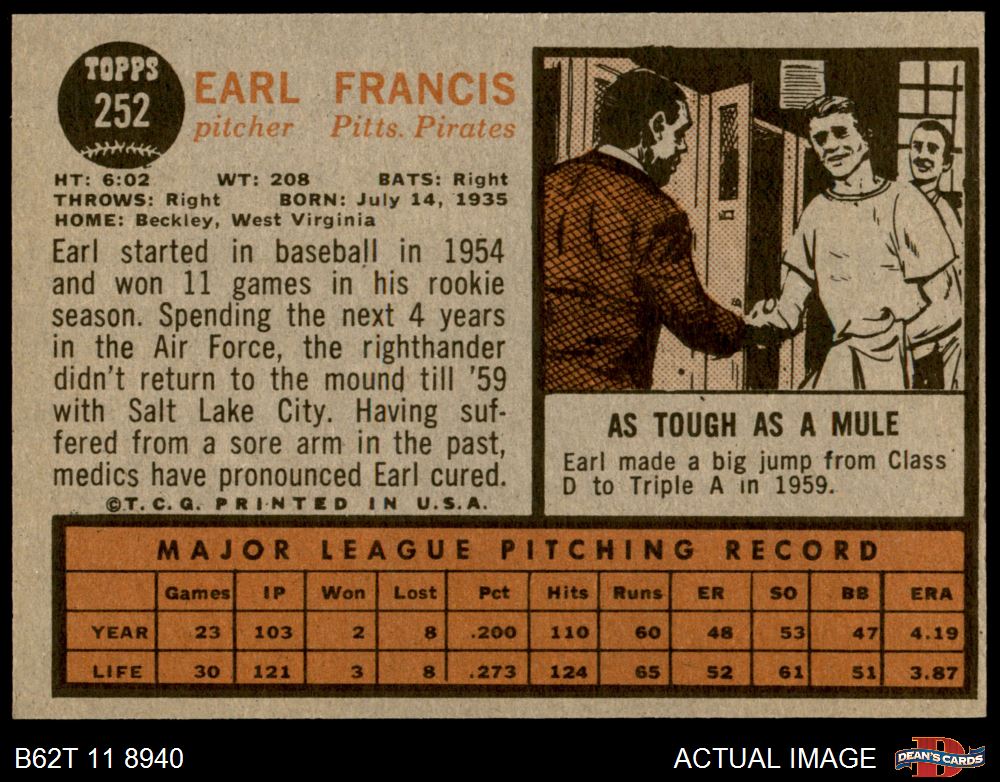 TOPPS
252
EARL FRANCIS
pitcher Pitts. Pirates
HT: 6:02 WT: 208 BATS: Right
THROWS: Right BORN: July 14, 1935
HOME: Beckley, West Virginia
Earl started in baseball in 1954
and won 11 games in his rookie
season. Spending the next 4 years
in the Air Force, the righthander
didn't return to the mound till '59
with Salt Lake City. Having suf-
fered from a sore arm in the past,
medics have pronounced Earl cured.
©T. C. G. PRINTED IN U. S. A.
AS TOUGH AS A MULE
Earl made a big jump from Class
D to Triple A in 1959.
MAJOR LEAGUE PITCHING RECORD
Games IP Won Lost Pct Hits Runs ER SO BB ERA
YEAR 23 103 2 8 .200 110 60 48 53 47 4.19
LIFE 30 121 3 8 .273 124 65 52 61 51 3.87
B62T 11 8940
ACTUAL IMAGE
D
DEAN'S CARDS